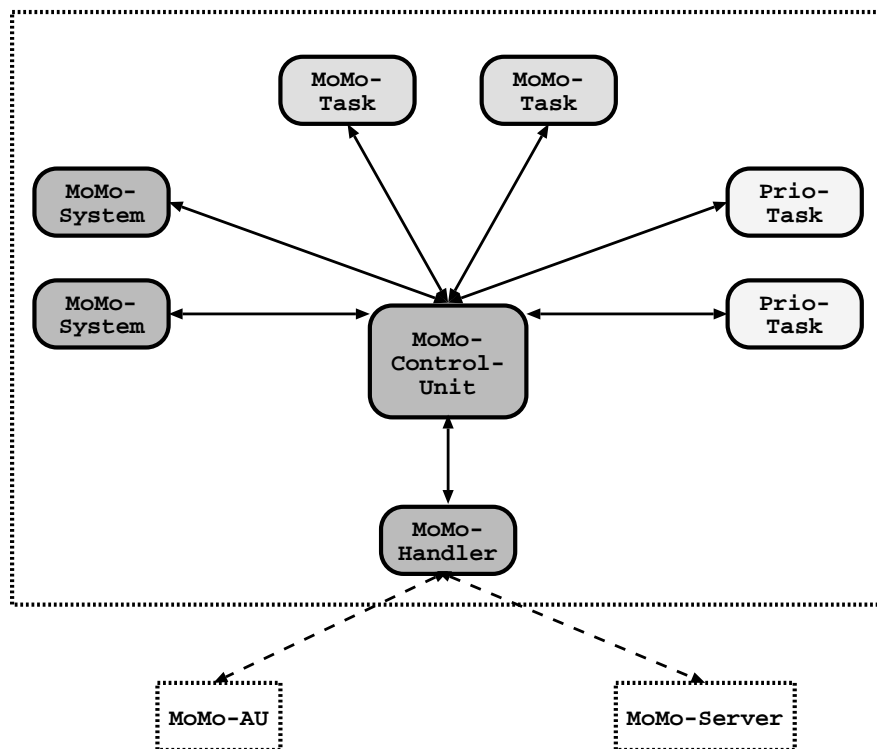 MoMo-
Task
MoMo-
Task
MoMo-
System
Prio-
Task
MoMo-
System
Prio-
Task
MoMo-
Control-
Unit
MoMo-
Handler
MoMo-AU
MoMo-Server